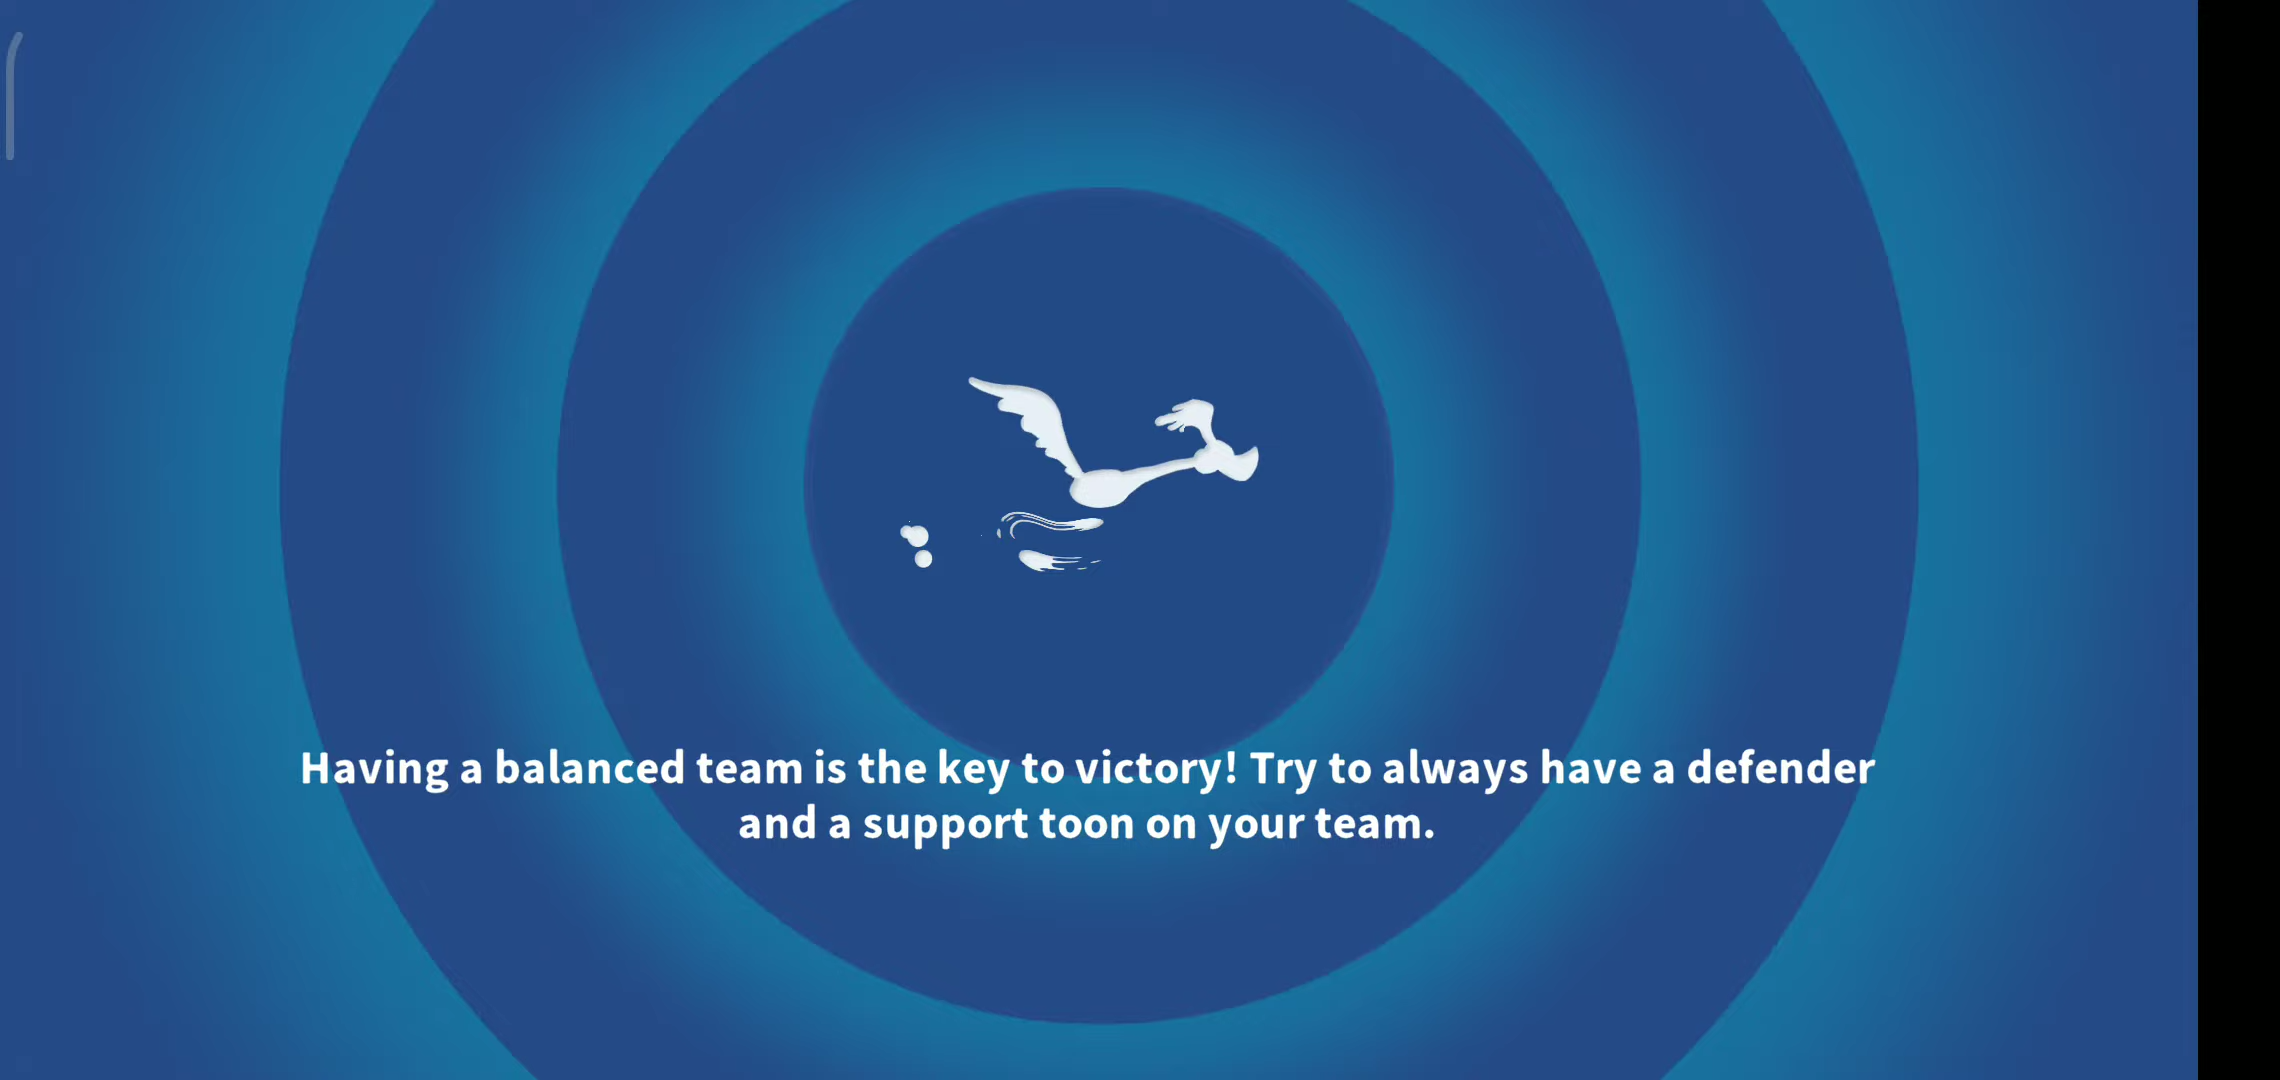 Having a balanced team is the key to victory! Try to always have a defender
and a support toon on your team.